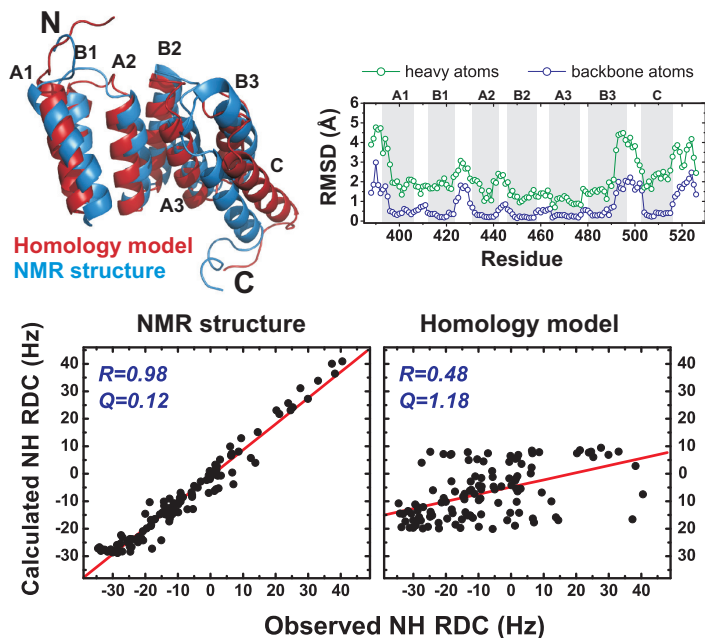 N
B1
A1
A2
B2
B3
C
A3
Homology model
NMR structure
C
heavy atoms
backbone atoms
A1 B1 A2 B2 A3 B3 C
6
5
4
3
2
1
0
RMSD (Å)
400 420 440 460 480 500 520
Residue
NMR structure
Homology model
R=0.98
Q=0.12
R=0.48
Q=1.18
40
30
20
10
0
-10
-20
-30
40
30
20
10
0
-10
-20
-30
Calculated NH RDC (Hz)
-30 -20 -10 0 10 20 30 40
-30 -20 -10 0 10 20 30 40
Observed NH RDC (Hz)